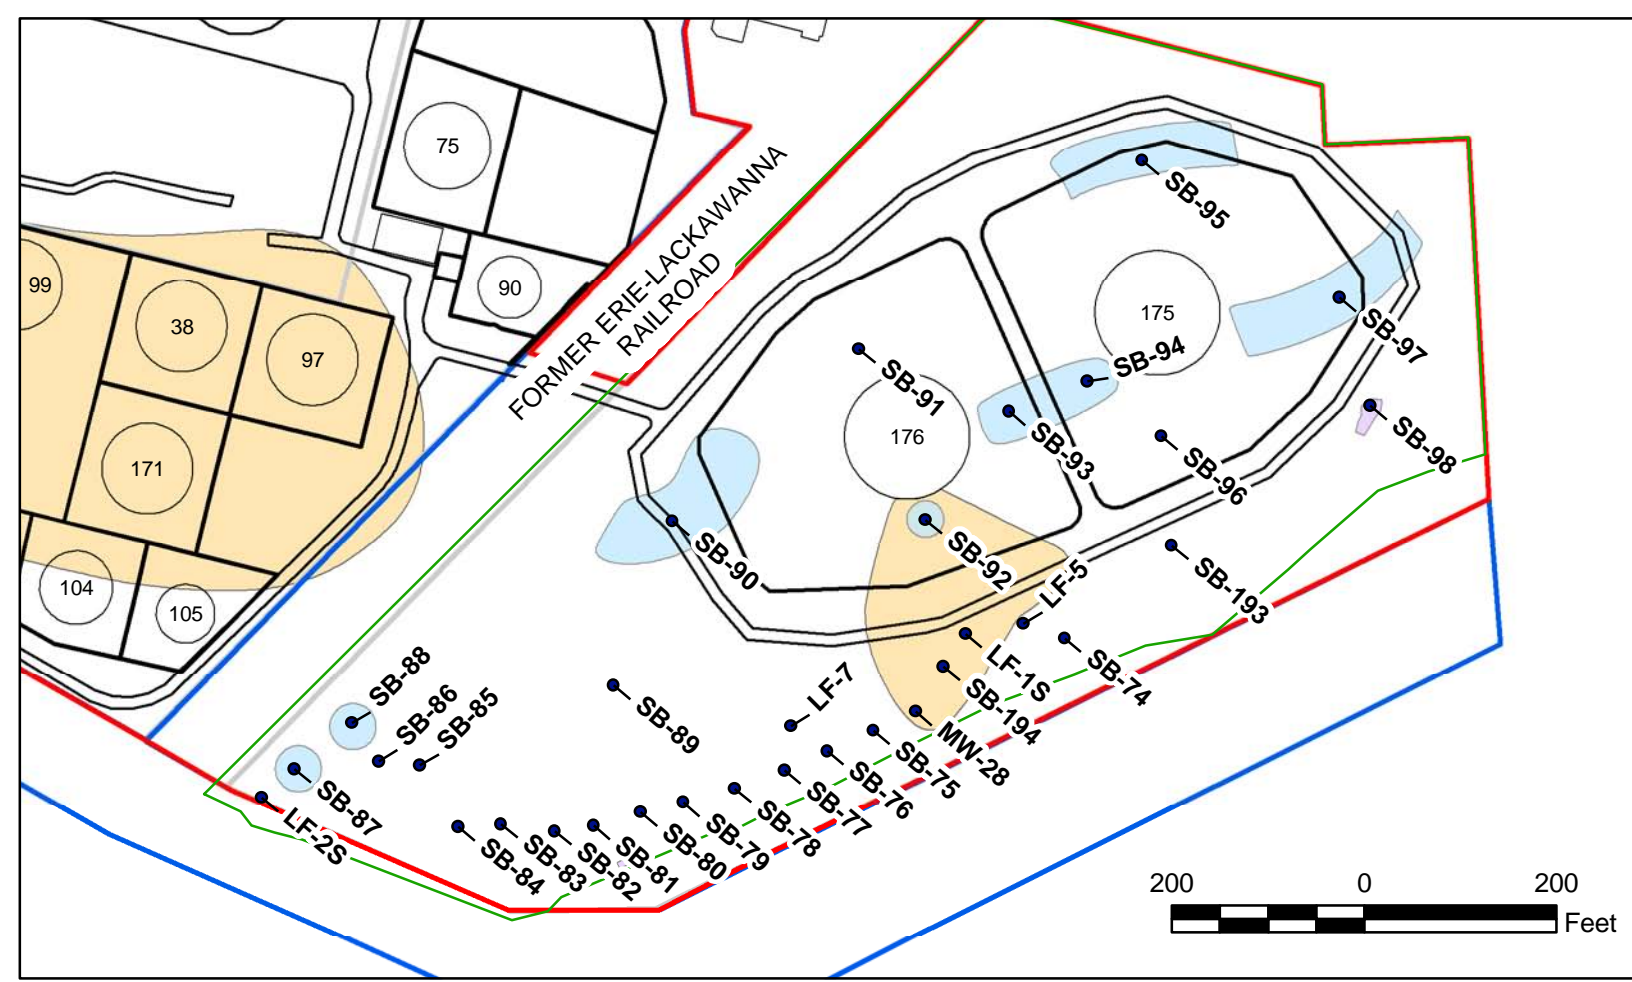 75
SB-95
FORMER ERIE-LACKAWANNA
RAILROAD
99
90
38
97
175
SB-97
SB-94
SB-91
176
SB-93
SB-98
171
SB-96
SB-90
SB-92
LF-5
SB-193
104
105
LF-1S
SB-74
SB-88
SB-86
SB-85
SB-89
LF-7
SB-194
MW-28
SB-75
SB-76
SB-77
SB-78
SB-79
SB-80
SB-81
SB-82
SB-83
SB-84
SB-87
LF-2S
200 0 200
Feet